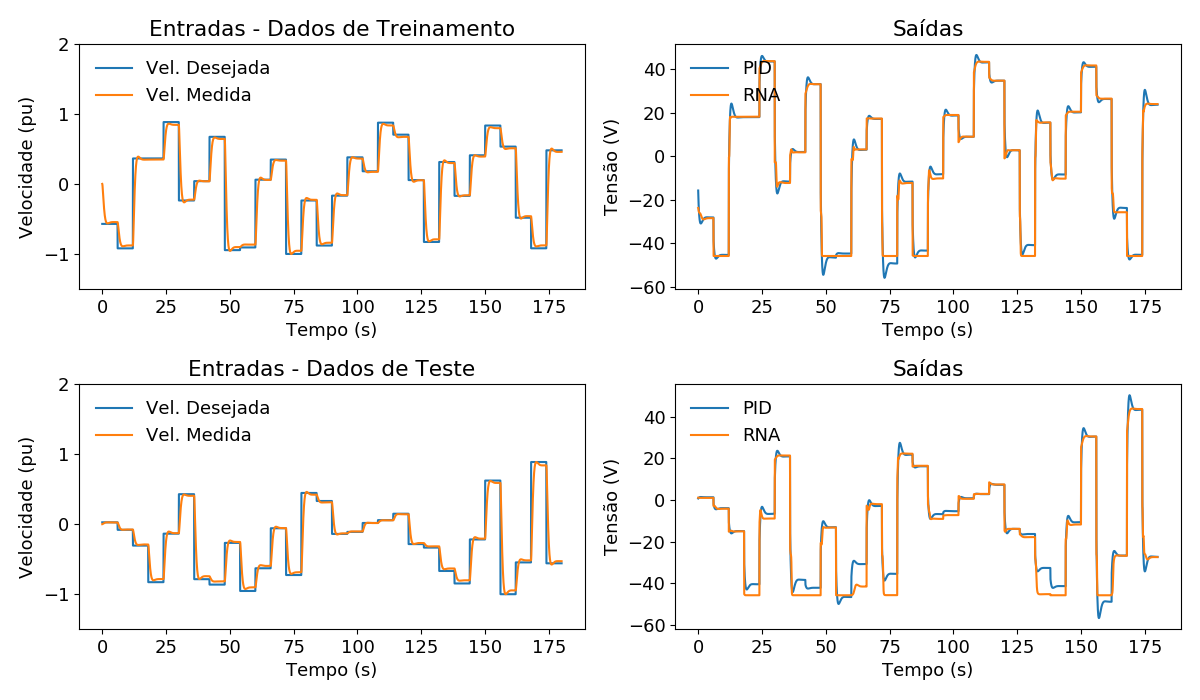 Entradas - Dados de Treinamento
2
1
0
−1
Velocidade (pu)
Vel. Desejada
Vel. Medida
0 25 50 75 100 125 150 175
Tempo (s)
Saídas
40
20
0
−20
−40
−60
Tensão (V)
PID
RNA
0 25 50 75 100 125 150 175
Tempo (s)
Entradas - Dados de Teste
2
1
0
−1
Velocidade (pu)
Vel. Desejada
Vel. Medida
0 25 50 75 100 125 150 175
Tempo (s)
Saídas
40
20
0
−20
−40
−60
Tensão (V)
PID
RNA
0 25 50 75 100 125 150 175
Tempo (s)